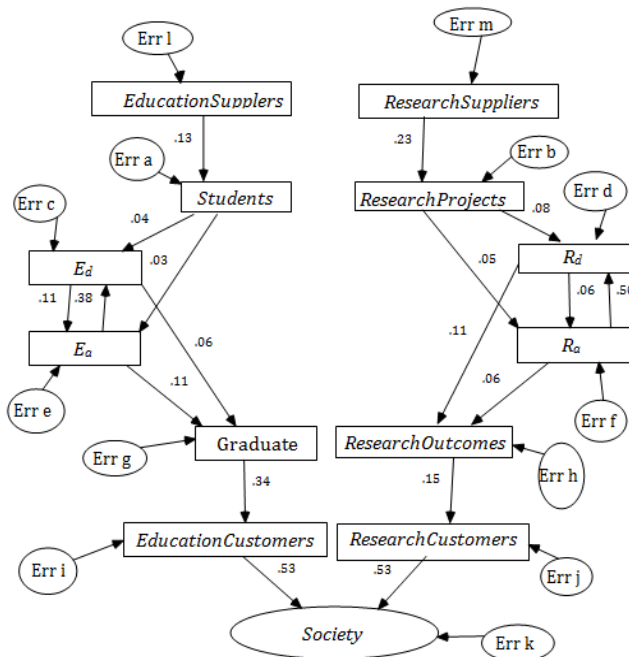 Err l
Err m
EducationSupplers
ResearchSuppliers
.13
.23
Err a
Err b
Students
ResearchProjects
Err c
Err d
.04
.08
Ed
.03
.05
Rd
.11
.38
.06
.50
.06
.11
Ea
Ra
.11
.06
Err e
Err f
Graduate
ResearchOutcomes
Err g
Err h
.34
.15
EducationCustomers
ResearchCustomers
Err i
Err j
.53
.53
Society
Err k